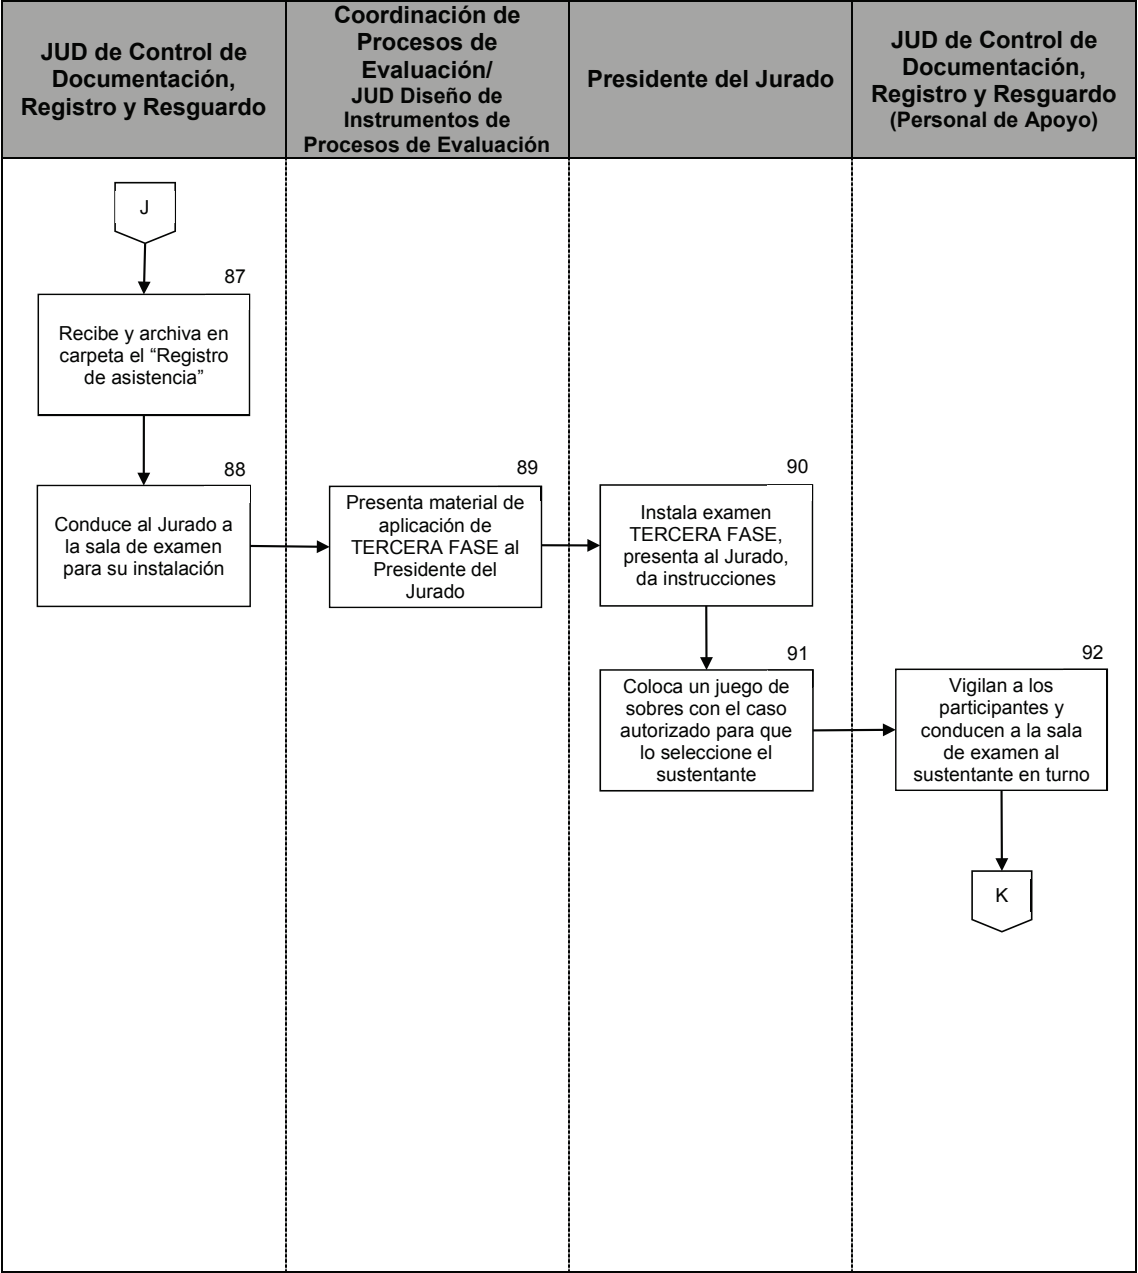 JUD de Control de
Documentación,
Registro y Resguardo
Coordinación de
Procesos de
Evaluación/
JUD Diseño de
Instrumentos de
Procesos de Evaluación
Presidente del Jurado
JUD de Control de
Documentación,
Registro y Resguardo
(Personal de Apoyo)
J
87
Recibe y archiva en
carpeta el “Registro
de asistencia”
88
Conduce al Jurado a
la sala de examen
para su instalación
89
Presenta material de
aplicación de
TERCERA FASE al
Presidente del
Jurado
90
Instala examen
TERCERA FASE,
presenta al Jurado,
da instrucciones
91
Coloca un juego de
sobres con el caso
autorizado para que
lo seleccione el
sustentante
92
Vigilan a los
participantes y
conducen a la sala
de examen al
sustentante en turno
K